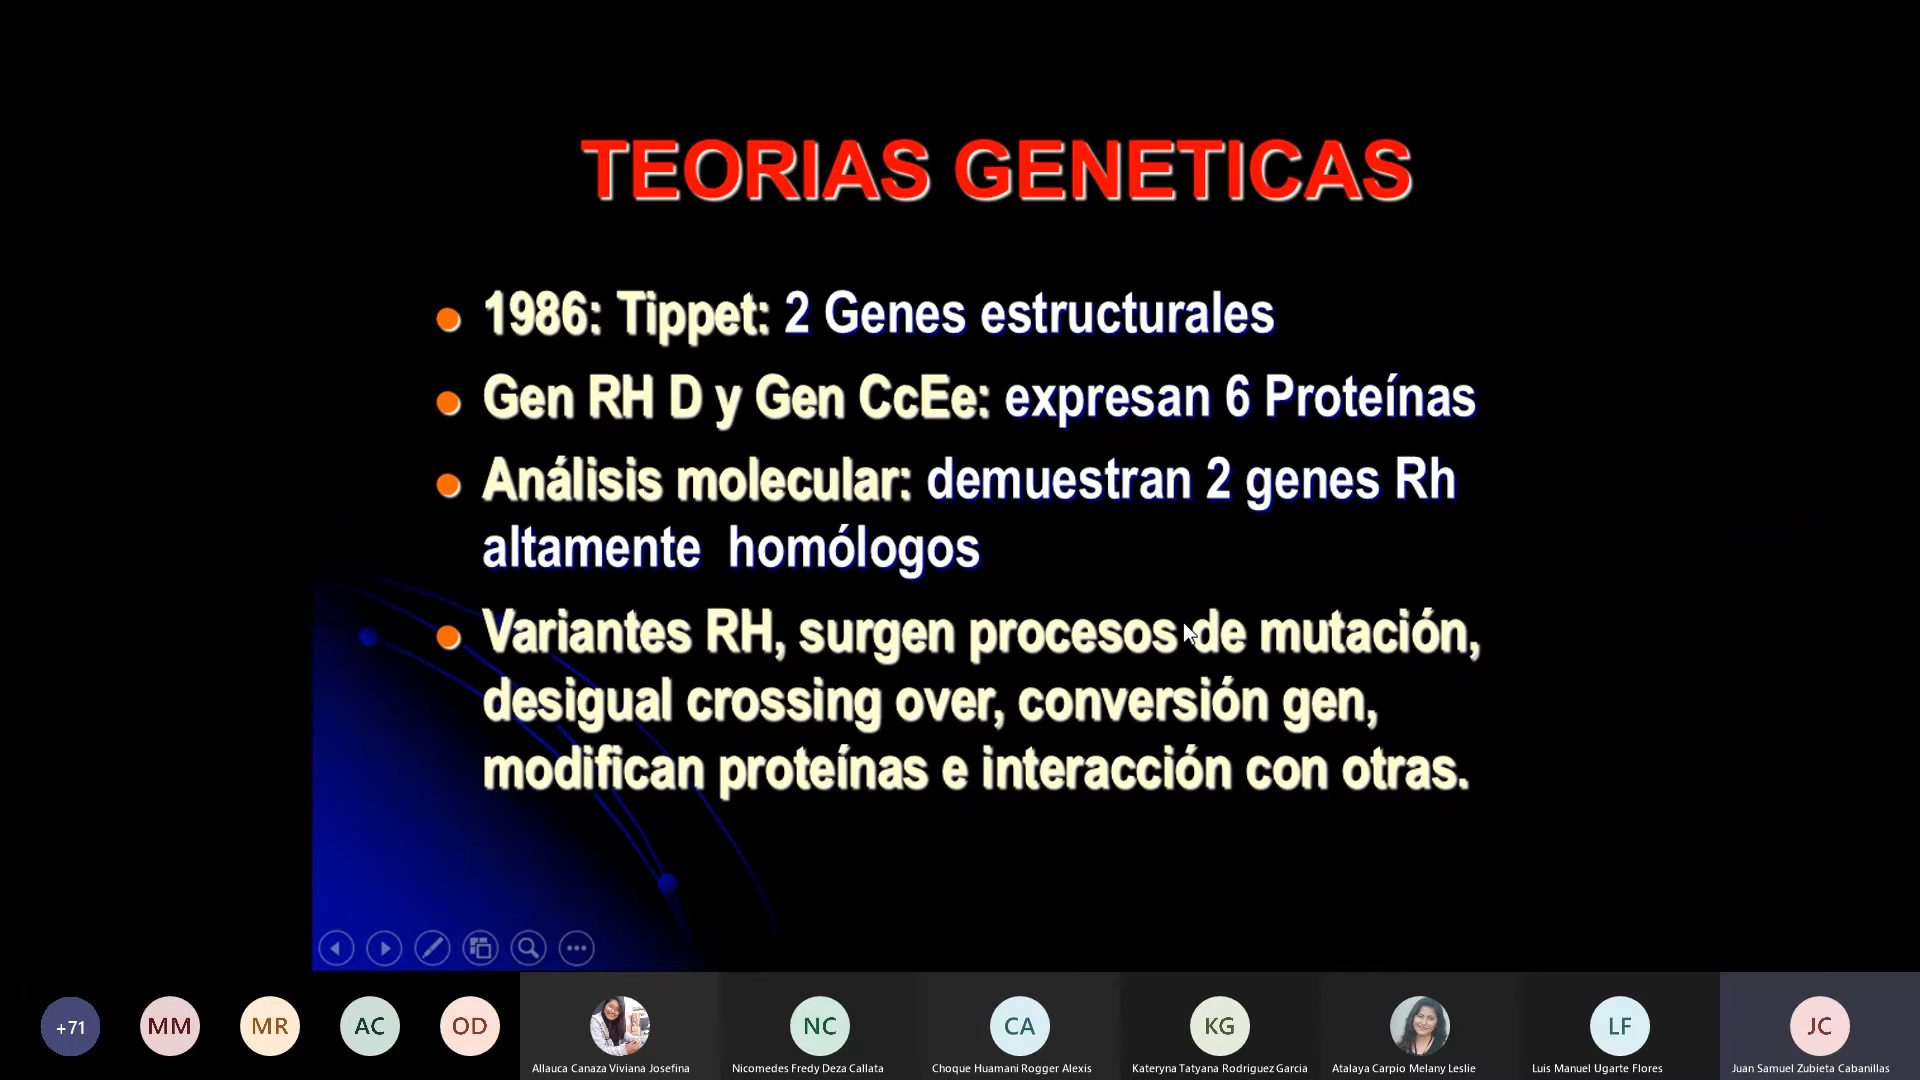 TEORIAS GENETICAS
1986: Tippet: 2 Genes estructurales
Gen RH D y Gen CcEe: expresan 6 Proteínas
Análisis molecular: demuestran 2 genes Rh
altamente homólogos
Variantes RH, surgen procesos de mutación,
desigual crossing over, conversión gen,
modifican proteínas e interacción con otras.
+71
MM
MR
AC
OD
NC
CA
KG
LF
JC
Allauca Canaza Viviana Josefina
Nicomedes Fredy Deza Callata
Choque Huamani Rogger Alexis
Kateryna Tatyana Rodriguez Garcia
Atalaya Carpio Melany Leslie
Luis Manuel Ugarte Flores
Juan Samuel Zubieta Cabanillas